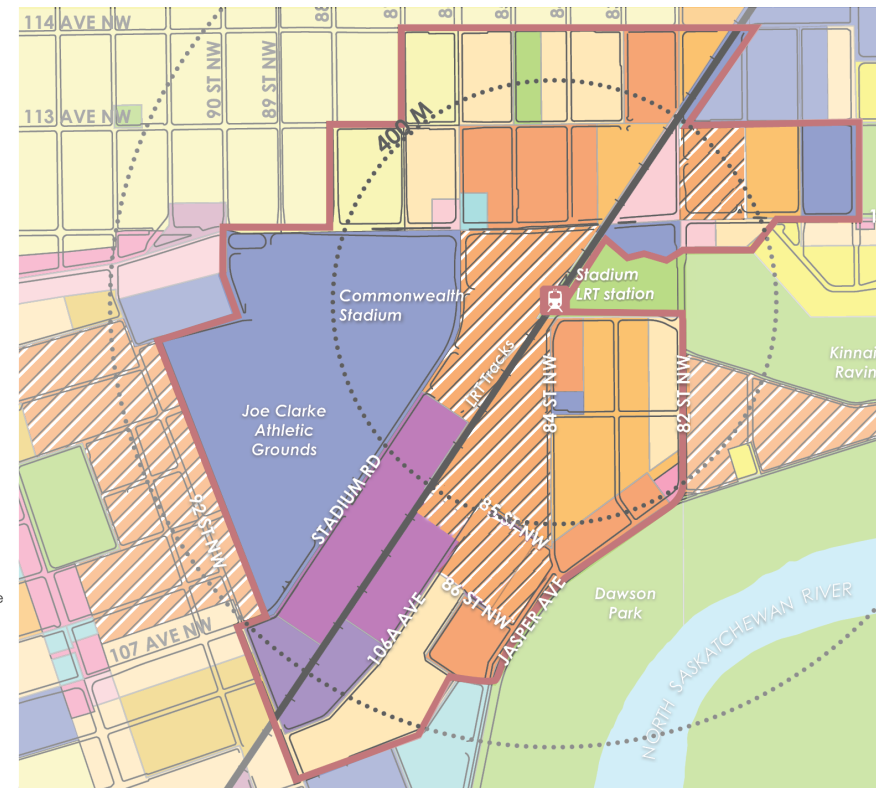 114 AVE NW
113 AVE NW
90 ST NW
89 ST NW
400 M
Commonwealth
Stadium
Stadium
LRT station
LRT Tracks
Kinnai
Ravin
Joe Clarke
Athletic
Grounds
84 ST NW
82 ST NW
STADIUM RD
92 ST NW
85 ST NW
86 ST NW
106A AVE
JASPER AVE
Dawson
Park
107 AVE NW
NORTH SASKATCHEWAN RIVER
e